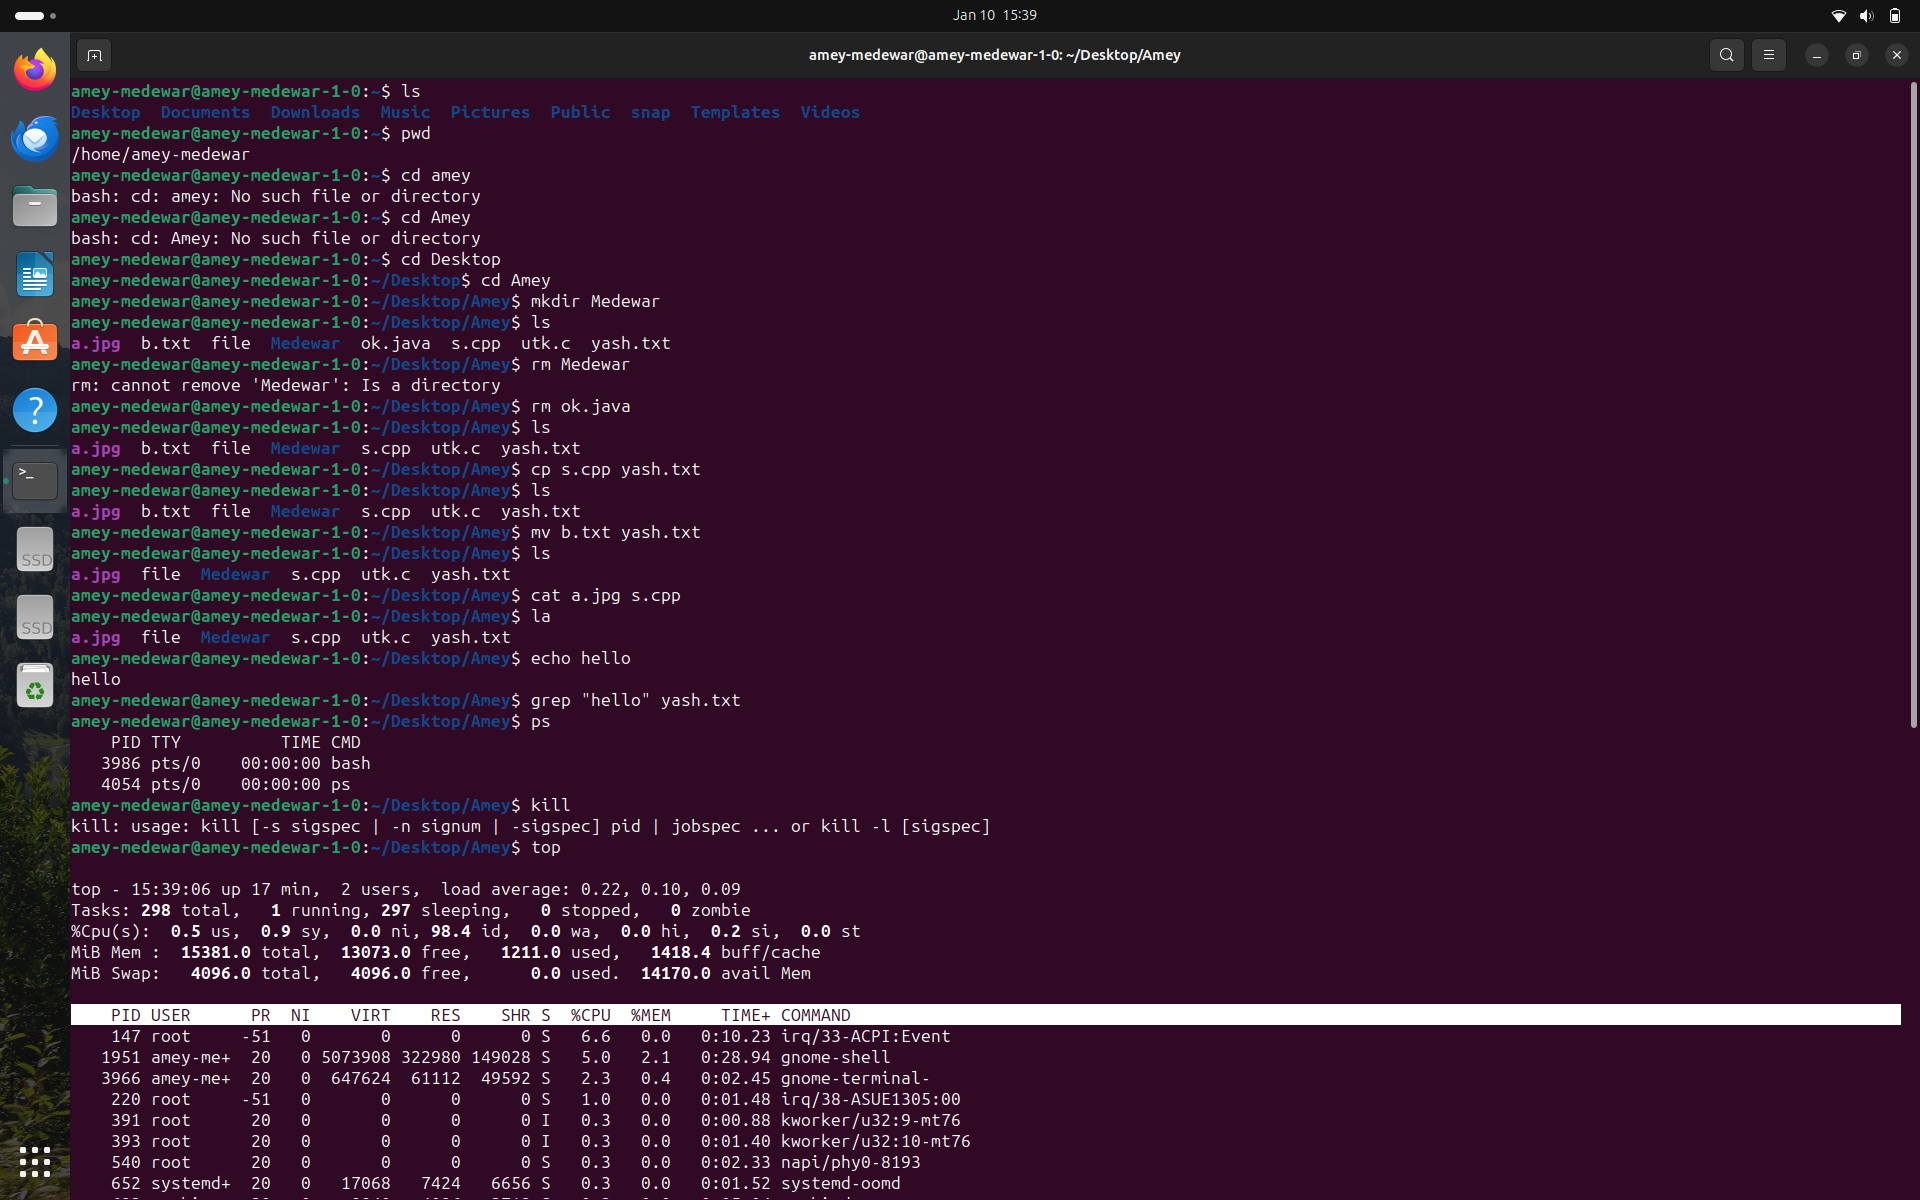 Jan 10 15:39
amey-medewar@amey-medewar-1-0: ~/Desktop/Amey
amey-medewar@amey-medewar-1-0:~$ ls
Desktop  Documents  Downloads  Music  Pictures  Public  snap  Templates  Videos
amey-medewar@amey-medewar-1-0:~$ pwd
/home/amey-medewar
amey-medewar@amey-medewar-1-0:~$ cd amey
bash: cd: amey: No such file or directory
amey-medewar@amey-medewar-1-0:~$ cd Amey
bash: cd: Amey: No such file or directory
amey-medewar@amey-medewar-1-0:~$ cd Desktop
amey-medewar@amey-medewar-1-0:~/Desktop$ cd Amey
amey-medewar@amey-medewar-1-0:~/Desktop/Amey$ mkdir Medewar
amey-medewar@amey-medewar-1-0:~/Desktop/Amey$ ls
a.jpg  b.txt  file  Medewar  ok.java  s.cpp  utk.c  yash.txt
amey-medewar@amey-medewar-1-0:~/Desktop/Amey$ rm Medewar
rm: cannot remove 'Medewar': Is a directory
amey-medewar@amey-medewar-1-0:~/Desktop/Amey$ rm ok.java
amey-medewar@amey-medewar-1-0:~/Desktop/Amey$ ls
a.jpg  b.txt  file  Medewar  s.cpp  utk.c  yash.txt
amey-medewar@amey-medewar-1-0:~/Desktop/Amey$ cp s.cpp yash.txt
amey-medewar@amey-medewar-1-0:~/Desktop/Amey$ ls
a.jpg  b.txt  file  Medewar  s.cpp  utk.c  yash.txt
amey-medewar@amey-medewar-1-0:~/Desktop/Amey$ mv b.txt yash.txt
amey-medewar@amey-medewar-1-0:~/Desktop/Amey$ ls
a.jpg  file  Medewar  s.cpp  utk.c  yash.txt
amey-medewar@amey-medewar-1-0:~/Desktop/Amey$ cat a.jpg s.cpp
amey-medewar@amey-medewar-1-0:~/Desktop/Amey$ la
a.jpg  file  Medewar  s.cpp  utk.c  yash.txt
amey-medewar@amey-medewar-1-0:~/Desktop/Amey$ echo hello
hello
amey-medewar@amey-medewar-1-0:~/Desktop/Amey$ grep "hello" yash.txt
amey-medewar@amey-medewar-1-0:~/Desktop/Amey$ ps
    PID TTY          TIME CMD
   3986 pts/0    00:00:00 bash
   4054 pts/0    00:00:00 ps
amey-medewar@amey-medewar-1-0:~/Desktop/Amey$ kill
kill: usage: kill [-s sigspec | -n signum | -sigspec] pid | jobspec ... or kill -l [sigspec]
amey-medewar@amey-medewar-1-0:~/Desktop/Amey$ top
top - 15:39:06 up 17 min,  2 users,  load average: 0.22, 0.10, 0.09
Tasks: 298 total,   1 running, 297 sleeping,   0 stopped,   0 zombie
%Cpu(s):  0.5 us,  0.9 sy,  0.0 ni, 98.4 id,  0.0 wa,  0.0 hi,  0.2 si,  0.0 st
MiB Mem :  15381.0 total,  13073.0 free,   1211.0 used,   1418.4 buff/cache
MiB Swap:   4096.0 total,   4096.0 free,      0.0 used.  14170.0 avail Mem
    PID USER      PR  NI    VIRT    RES    SHR S  %CPU  %MEM     TIME+ COMMAND
    147 root     -51   0       0      0      0 S   6.6   0.0   0:10.23 irq/33-ACPI:Event
   1951 amey-me+  20   0 5073908 322980 149028 S   5.0   2.1   0:28.94 gnome-shell
   3966 amey-me+  20   0  647624  61112  49592 S   2.3   0.4   0:02.45 gnome-terminal-
    220 root     -51   0       0      0      0 S   1.0   0.0   0:01.48 irq/38-ASUE1305:00
    391 root      20   0       0      0      0 I   0.3   0.0   0:00.88 kworker/u32:9-mt76
    393 root      20   0       0      0      0 I   0.3   0.0   0:01.40 kworker/u32:10-mt76
    540 root      20   0       0      0      0 S   0.3   0.0   0:02.33 napi/phy0-8193
    652 systemd+  20   0   17068   7424   6656 S   0.3   0.0   0:01.52 systemd-oomd
SSD
SSD